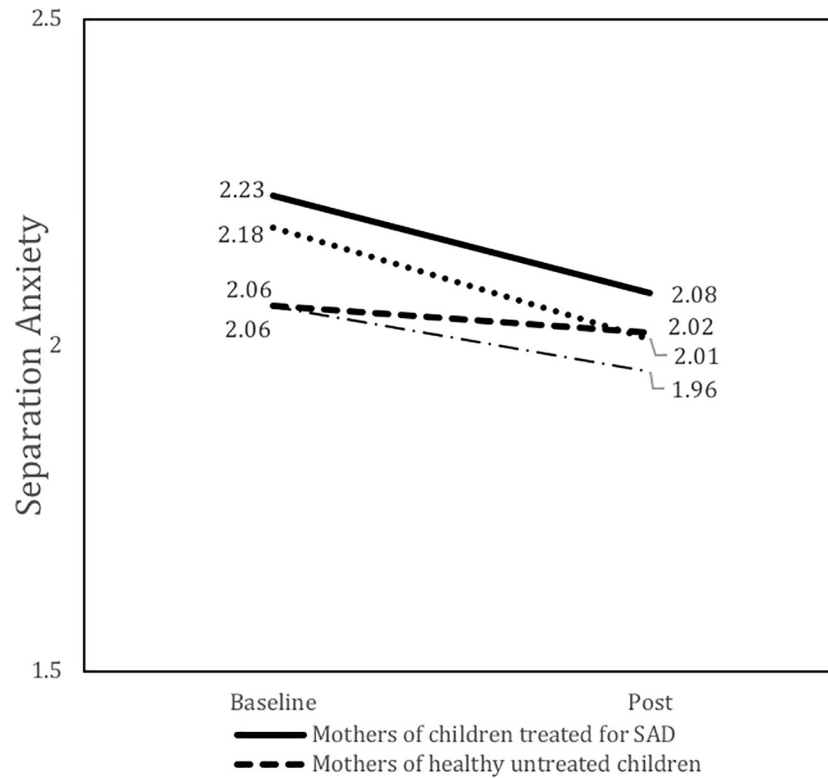 2.5
2.23
2.18
2.06
2.06
2.08
2.02
2.01
1.96
2
1.5
Separation Anxiety
Baseline Post
Mothers of children treated for SAD
Mothers of healthy untreated children